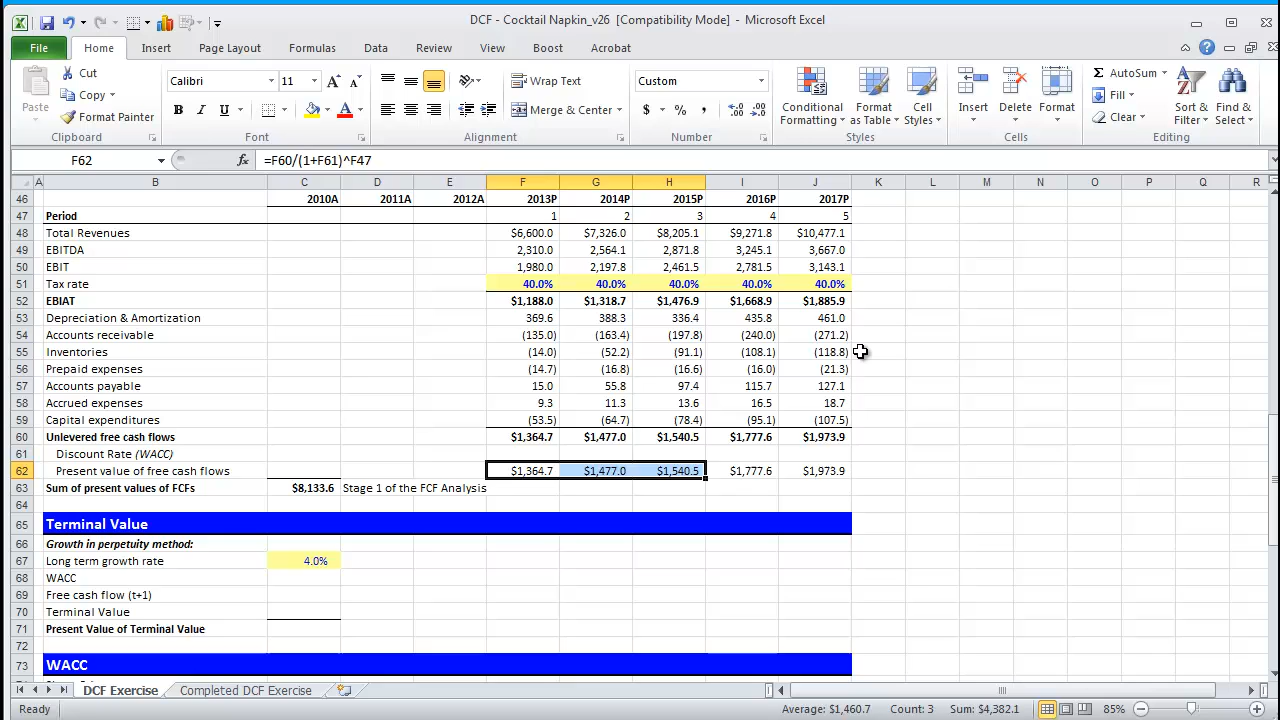 DCF - Cocktail Napkin_v26 [Compatibility Mode] - Microsoft Excel
File Home Insert Page Layout Formulas Data Review View Boost Acrobat
Paste
Cut
Copy
Format Painter
Clipboard
Calibri 11
B I U
Font
Wrap Text
Merge & Center
Alignment
Custom
$ % ,
Number
Conditional Formatting
Format as Table
Cell Styles
Styles
Insert Delete Format
Cells
Σ AutoSum
Fill
Clear
Sort & Filter
Find & Select
Editing
F62 fx =F60/(1+F61)^F47
A B C D E F G H I J K L M N O P Q R
46 2010A 2011A 2012A 2013P 2014P 2015P 2016P 2017P
47 Period 1 2 3 4 5
48 Total Revenues $6,600.0 $7,326.0 $8,205.1 $9,271.8 $10,477.1
49 EBITDA 2,310.0 2,564.1 2,871.8 3,245.1 3,667.0
50 EBIT 1,980.0 2,197.8 2,461.5 2,781.5 3,143.1
51 Tax rate 40.0% 40.0% 40.0% 40.0% 40.0%
52 EBIAT $1,188.0 $1,318.7 $1,476.9 $1,668.9 $1,885.9
53 Depreciation & Amortization 369.6 388.3 336.4 435.8 461.0
54 Accounts receivable (135.0) (163.4) (197.8) (240.0) (271.2)
55 Inventories (14.0) (52.2) (91.1) (108.1) (118.8)
56 Prepaid expenses (14.7) (16.8) (16.6) (16.0) (21.3)
57 Accounts payable 15.0 55.8 97.4 115.7 127.1
58 Accrued expenses 9.3 11.3 13.6 16.5 18.7
59 Capital expenditures (53.5) (64.7) (78.4) (95.1) (107.5)
60 Unlevered free cash flows $1,364.7 $1,477.0 $1,540.5 $1,777.6 $1,973.9
61 Discount Rate (WACC)
62 Present value of free cash flows $1,364.7 $1,477.0 $1,540.5 $1,777.6 $1,973.9
63 Sum of present values of FCFs $8,133.6 Stage 1 of the FCF Analysis
64
65 Terminal Value
66 Growth in perpetuity method:
67 Long term growth rate 4.0%
68 WACC
69 Free cash flow (t+1)
70 Terminal Value
71 Present Value of Terminal Value
72
73 WACC
DCF Exercise Completed DCF Exercise
Ready Average: $1,460.7 Count: 3 Sum: $4,382.1 85%